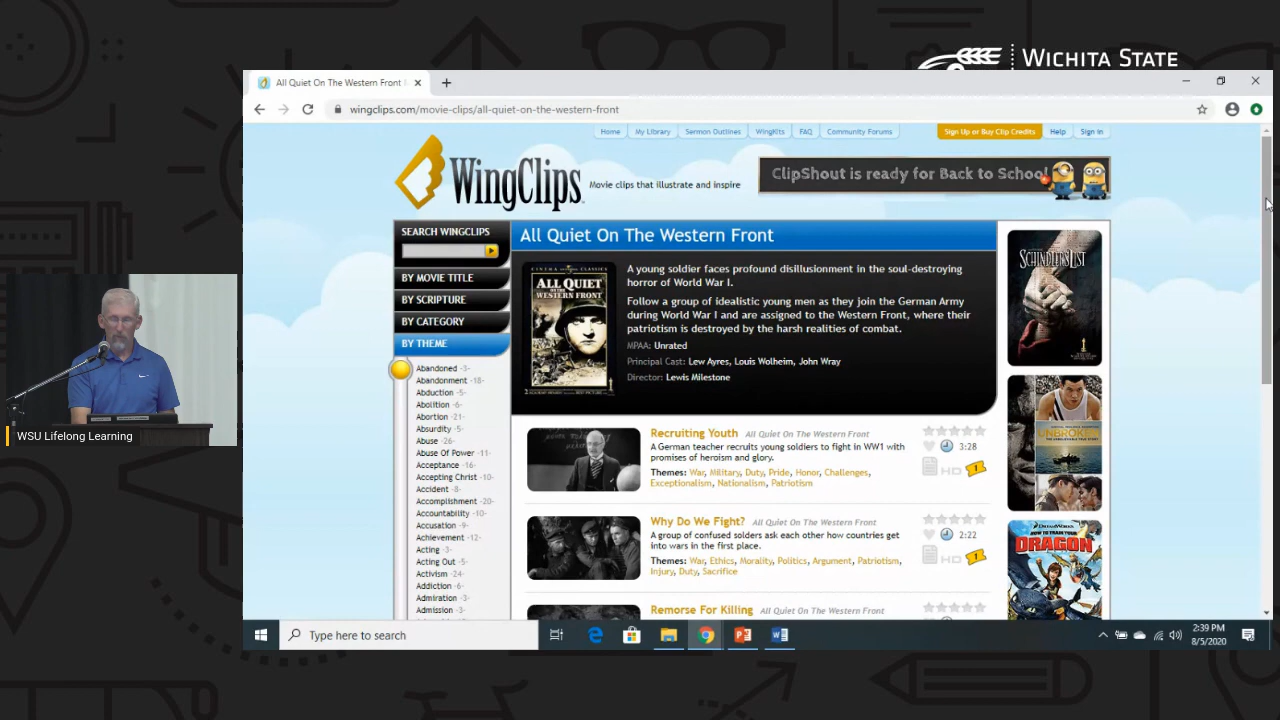 WICHITA STATE
All Quiet On The Western Front
wingclips.com/movie-clips/all-quiet-on-the-western-front
Home My Library Sermon Outlines WingKits FAQ Community Forums Sign Up or Buy Clip Credits Help Sign In
WingClips
Movie clips that illustrate and inspire
ClipShout is ready for Back to School
SEARCH WINGCLIPS
BY MOVIE TITLE
BY SCRIPTURE
BY CATEGORY
BY THEME
Abandoned -3-
Abandonment -18-
Abduction -5-
Abolition -6-
Abortion -21-
Absurdity -5-
Abuse -26-
Abuse Of Power -11-
Acceptance -16-
Accepting Christ -10-
Accident -8-
Accomplishment -20-
Accountability -10-
Accusation -9-
Achievement -12-
Acting -3-
Acting Out -5-
Activism -24-
Addiction -6-
Admiration -3-
Admission -3-
All Quiet On The Western Front
CINEMA CLASSICS
ALL QUIET
ON THE
WESTERN FRONT
A young soldier faces profound disillusionment in the soul-destroying
horror of World War I.
Follow a group of idealistic young men as they join the German Army
during World War I and are assigned to the Western Front, where their
patriotism is destroyed by the harsh realities of combat.
MPAA: Unrated
Principal Cast: Lew Ayres, Louis Wolheim, John Wray
Director: Lewis Milestone
Recruiting Youth All Quiet On The Western Front
A German teacher recruits young soldiers to fight in WW1 with
promises of heroism and glory.
Themes: War, Military, Duty, Pride, Honor, Challenges,
Exceptionalism, Nationalism, Patriotism
3:28
HD 1
Why Do We Fight? All Quiet On The Western Front
A group of confused solders ask each other how countries get
into wars in the first place.
Themes: War, Ethics, Morality, Politics, Argument, Patriotism,
Injury, Duty, Sacrifice
2:22
HD 1
Remorse For Killing All Quiet On The Western Front
SCHINDLER'S LIST
UNBROKEN
DREAMWORKS
HOW TO TRAIN YOUR
DRAGON
WSU Lifelong Learning
Type here to search
2:39 PM
8/5/2020